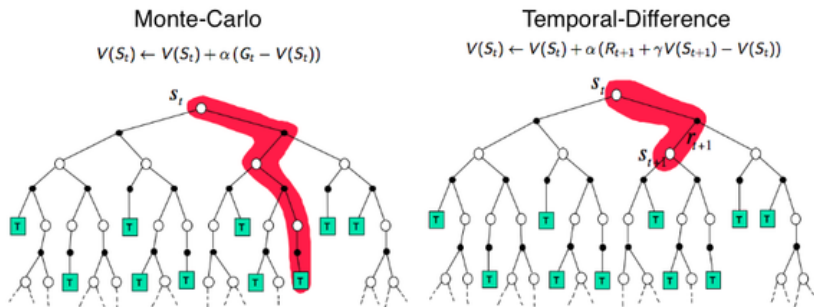 Monte-Carlo
V(S_t) ← V(S_t) + α (G_t − V(S_t))
s_t
T T T T
T T T T
Temporal-Difference
V(S_t) ← V(S_t) + α (R_{t+1} + γV(S_{t+1}) − V(S_t))
s_t
r_{t+1}
s_{t+1}
T T T T T
T T T T T